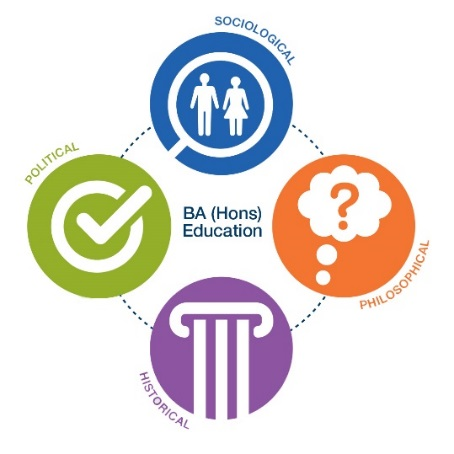 SOCIOLOGICAL
POLITICAL
BA (Hons)
Education
?
PHILOSOPHICAL
HISTORICAL